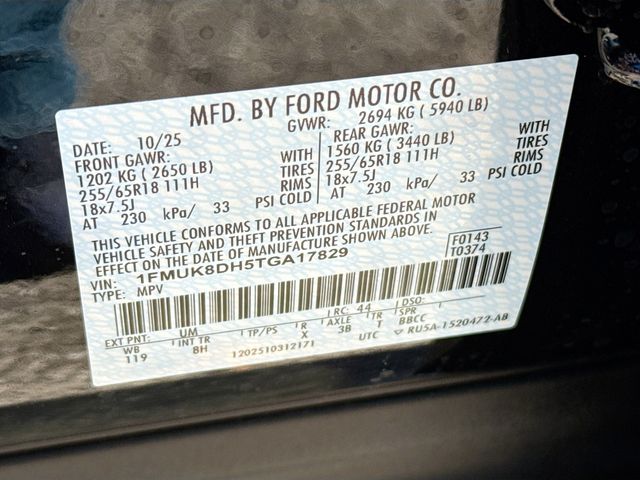 MFD. BY FORD MOTOR CO.
DATE: 10/25 GVWR: 2694 KG ( 5940 LB)
FRONT GAWR: REAR GAWR:
1202 KG ( 2650 LB) WITH 1560 KG ( 3440 LB) WITH
255/65R18 111H TIRES 255/65R18 111H TIRES
18x7.5J RIMS 18x7.5J RIMS
AT 230 kPa/ 33 PSI COLD AT 230 kPa/ 33 PSI COLD
THIS VEHICLE CONFORMS TO ALL APPLICABLE FEDERAL MOTOR
VEHICLE SAFETY AND THEFT PREVENTION STANDARDS IN
EFFECT ON THE DATE OF MANUFACTURE SHOWN ABOVE.
VIN: 1FMUK8DH5TGA17829 F0143
TYPE: MPV T0374
EXT PNT: UM LRC: 44 DSO:
WB INT TR TP/PS R AXLE TR SPR
119 8H X 3B T BBCC
1202510312171 UTC RU5A-1520472-AB